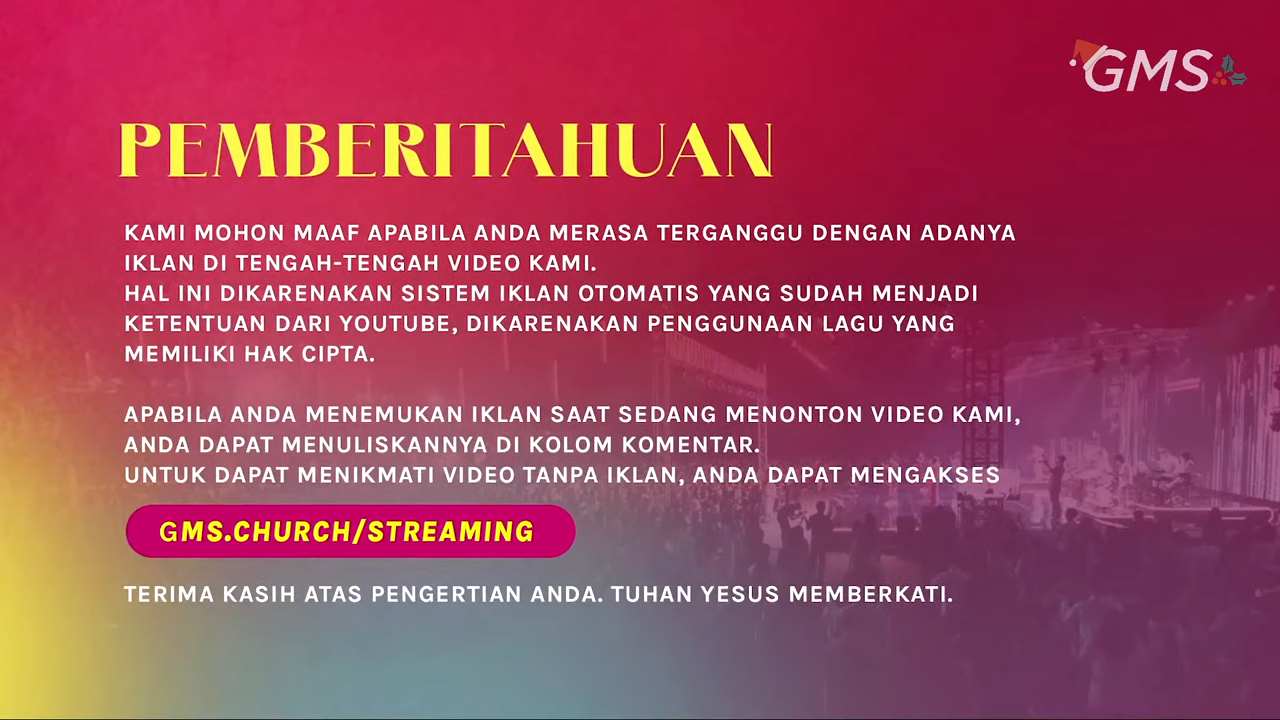 GMS
PEMBERITAHUAN
KAMI MOHON MAAF APABILA ANDA MERASA TERGANGGU DENGAN ADANYA
IKLAN DI TENGAH-TENGAH VIDEO KAMI.
HAL INI DIKARENAKAN SISTEM IKLAN OTOMATIS YANG SUDAH MENJADI
KETENTUAN DARI YOUTUBE, DIKARENAKAN PENGGUNAAN LAGU YANG
MEMILIKI HAK CIPTA.
APABILA ANDA MENEMUKAN IKLAN SAAT SEDANG MENONTON VIDEO KAMI,
ANDA DAPAT MENULISKANNYA DI KOLOM KOMENTAR.
UNTUK DAPAT MENIKMATI VIDEO TANPA IKLAN, ANDA DAPAT MENGAKSES
GMS.CHURCH/STREAMING
TERIMA KASIH ATAS PENGERTIAN ANDA. TUHAN YESUS MEMBERKATI.